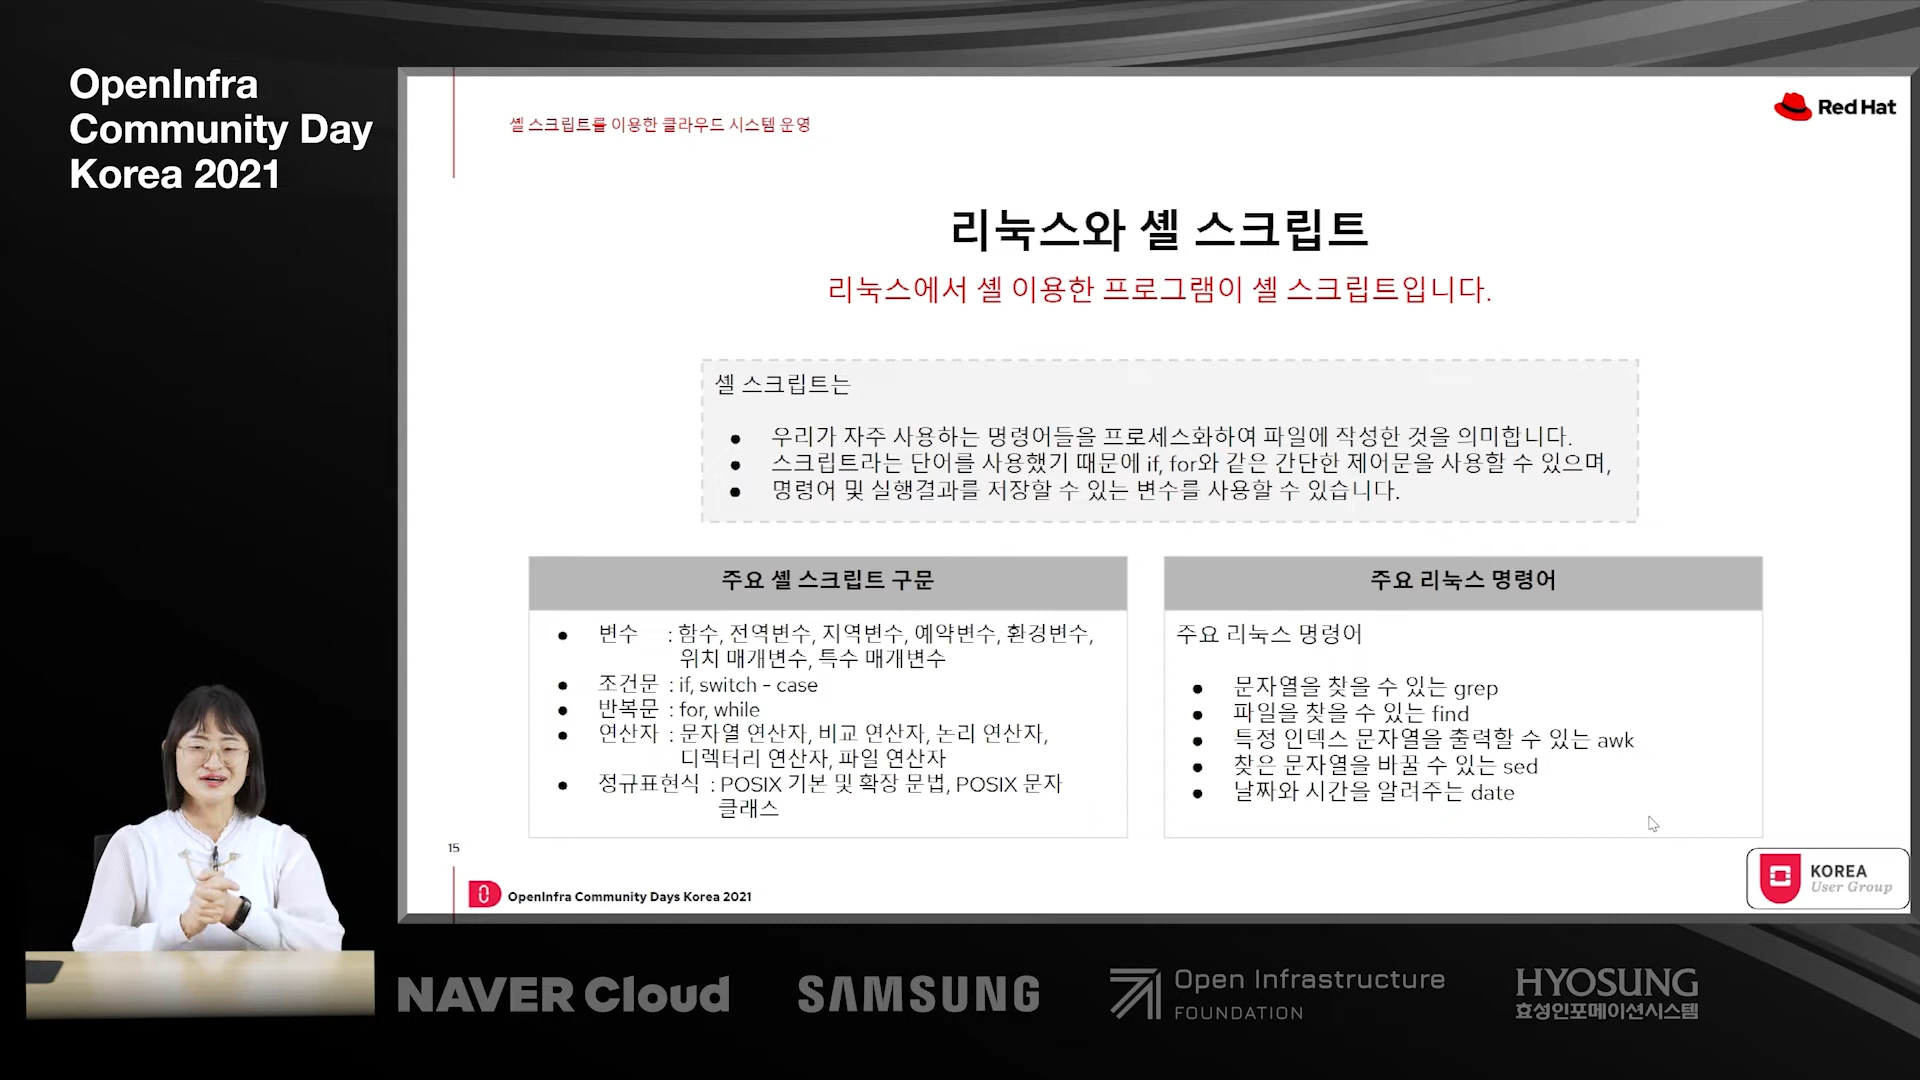 OpenInfra
Community Day
Korea 2021
셸 스크립트를 이용한 클라우드 시스템 운영
Red Hat
리눅스와 셸 스크립트
리눅스에서 셸 이용한 프로그램이 셸 스크립트입니다.
셸 스크립트는
● 우리가 자주 사용하는 명령어들을 프로세스화하여 파일에 작성한 것을 의미합니다.
● 스크립트라는 단어를 사용했기 때문에 if, for와 같은 간단한 제어문을 사용할 수 있으며,
● 명령어 및 실행결과를 저장할 수 있는 변수를 사용할 수 있습니다.
주요 셸 스크립트 구문
● 변수 : 함수, 전역변수, 지역변수, 예약변수, 환경변수,
위치 매개변수, 특수 매개변수
● 조건문 : if, switch – case
● 반복문 : for, while
● 연산자 : 문자열 연산자, 비교 연산자, 논리 연산자,
디렉터리 연산자, 파일 연산자
● 정규표현식 : POSIX 기본 및 확장 문법, POSIX 문자
클래스
주요 리눅스 명령어
주요 리눅스 명령어
● 문자열을 찾을 수 있는 grep
● 파일을 찾을 수 있는 find
● 특정 인덱스 문자열을 출력할 수 있는 awk
● 찾은 문자열을 바꿀 수 있는 sed
● 날짜와 시간을 알려주는 date
15
OpenInfra Community Days Korea 2021
KOREA
User Group
NAVER Cloud
SAMSUNG
Open Infrastructure
FOUNDATION
HYOSUNG
효성인포메이션시스템